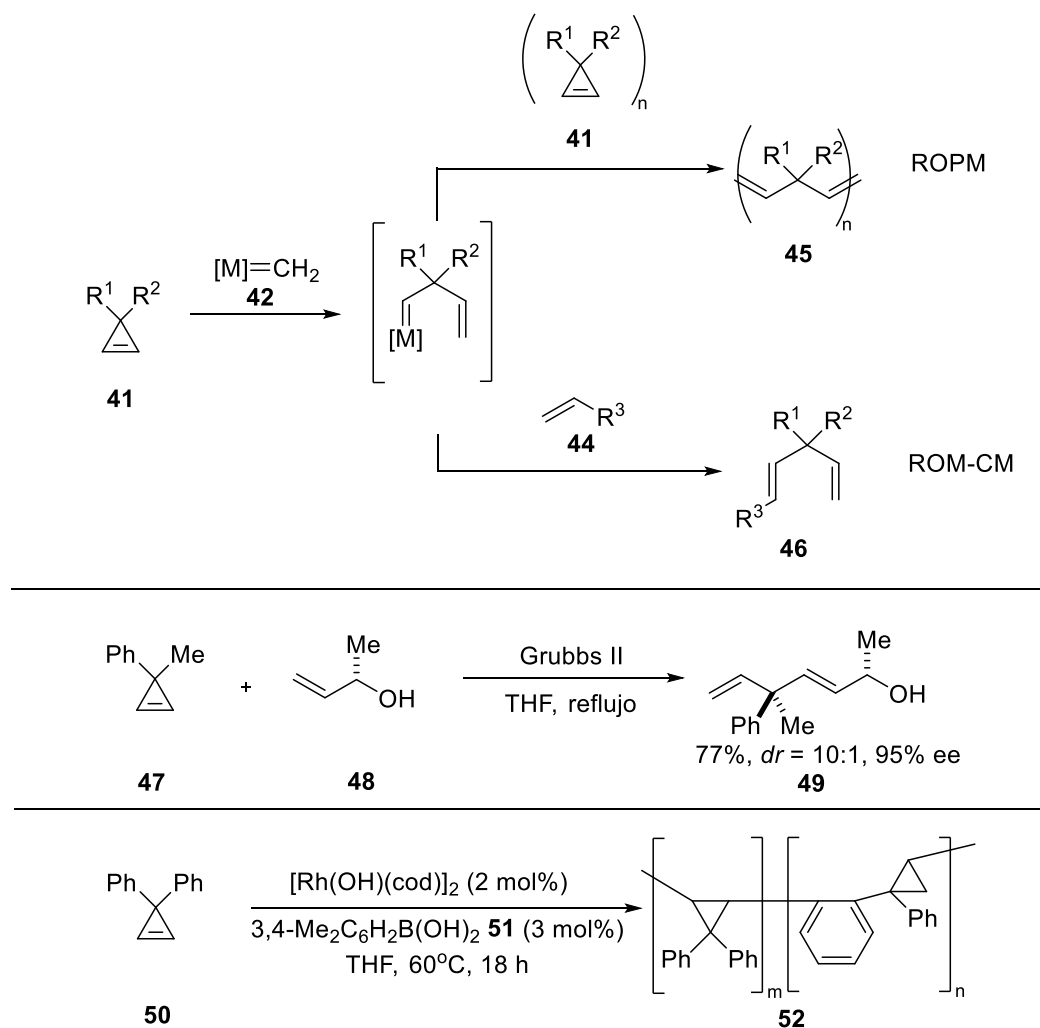 R¹ R²
n
41
R¹ R²
n
45
ROPM
[M]=CH₂
42
R¹ R²
41
R¹ R²
[M]
R³
44
R¹ R²
R³
46
ROM-CM
Ph Me
47
+
Me
OH
48
Grubbs II
THF, reflujo
Me
OH
Ph Me
77%, dr = 10:1, 95% ee
49
Ph Ph
50
[Rh(OH)(cod)]₂ (2 mol%)
3,4-Me₂C₆H₂B(OH)₂ 51 (3 mol%)
THF, 60°C, 18 h
Ph Ph
m
Ph
n
52